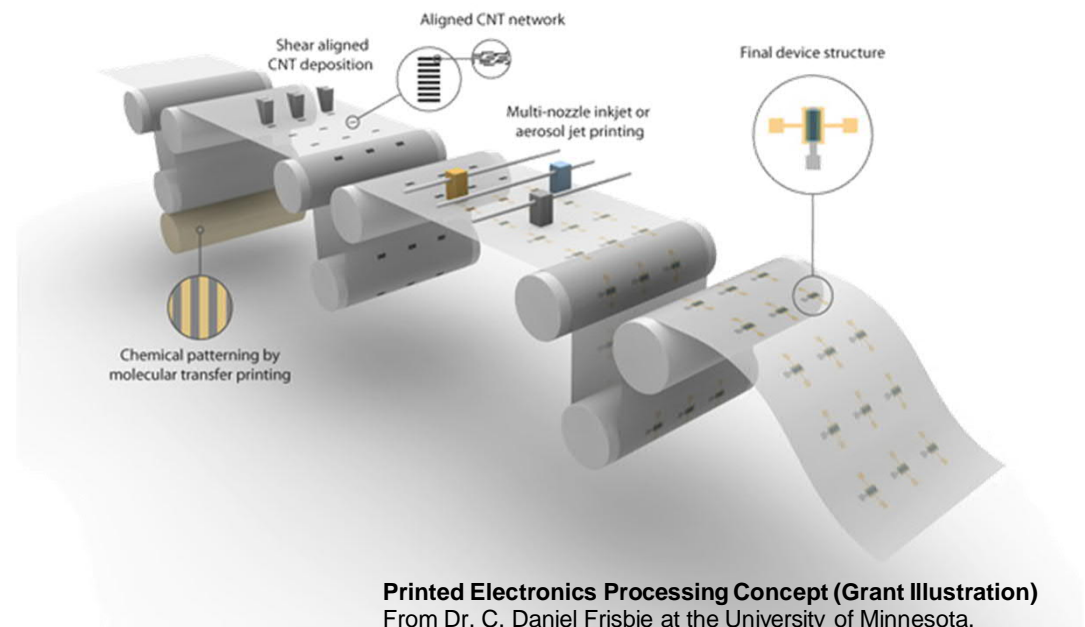 Aligned CNT network
Shear aligned
CNT deposition
Final device structure
Multi-nozzle inkjet or
aerosol jet printing
Chemical patterning by
molecular transfer printing
Printed Electronics Processing Concept (Grant Illustration)
From Dr. C. Daniel Frisbie at the University of Minnesota.